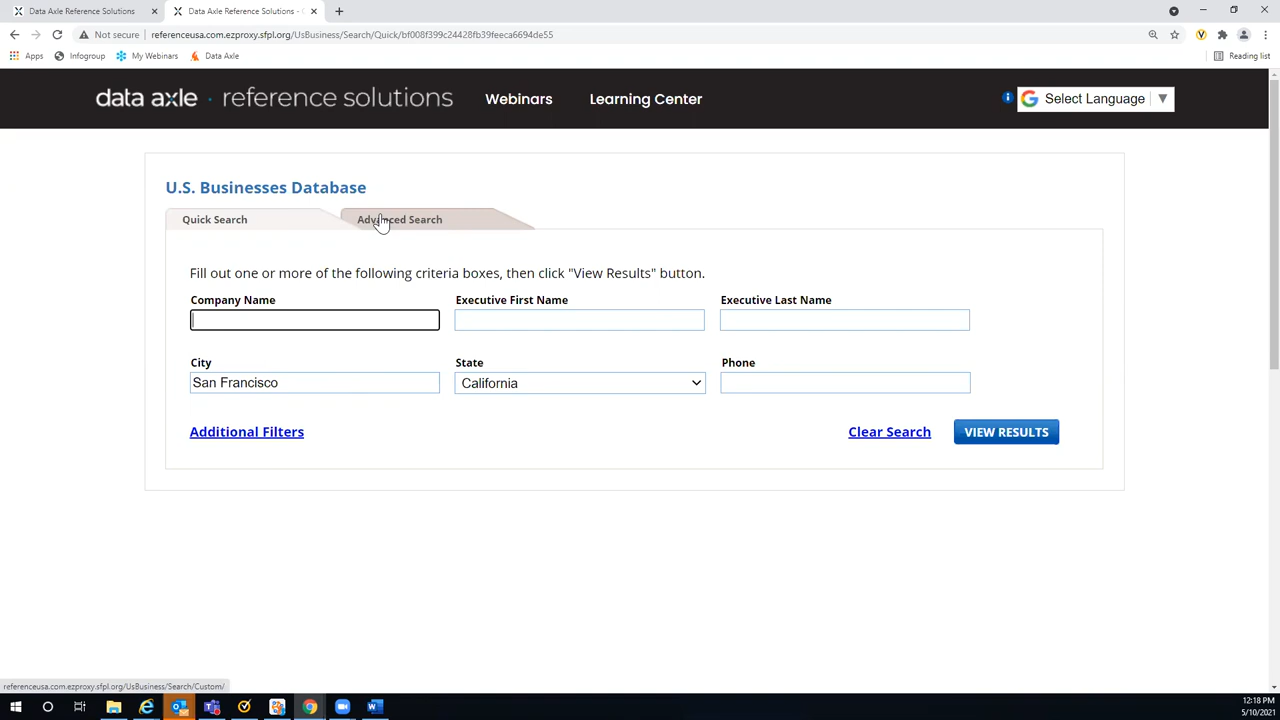 Data Axle Reference Solutions
Data Axle Reference Solutions -
Not secure
referenceusa.com.ezproxy.sfpl.org/UsBusiness/Search/Quick/bf008f399c24428fb39feeca6694de55
Apps
Infogroup
My Webinars
Data Axle
Reading list
data axle · reference solutions
Webinars
Learning Center
Select Language
U.S. Businesses Database
Quick Search
Advanced Search
Fill out one or more of the following criteria boxes, then click "View Results" button.
Company Name
Executive First Name
Executive Last Name
City
State
Phone
San Francisco
California
Additional Filters
Clear Search
VIEW RESULTS
referenceusa.com.ezproxy.sfpl.org/UsBusiness/Search/Custom/
12:18 PM
5/10/2021